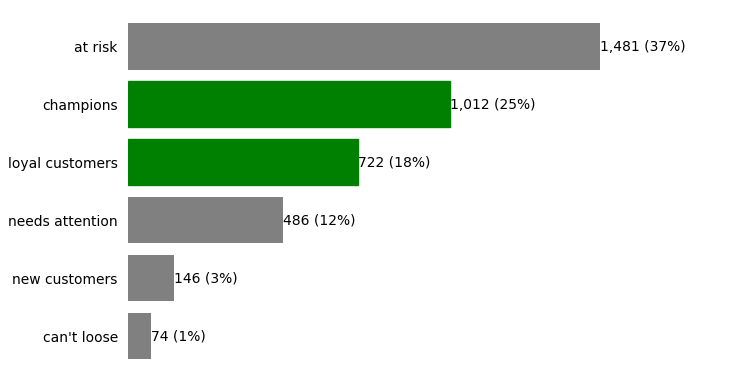 at risk 1,481 (37%)
champions 1,012 (25%)
loyal customers 722 (18%)
needs attention 486 (12%)
new customers 146 (3%)
can't loose 74 (1%)